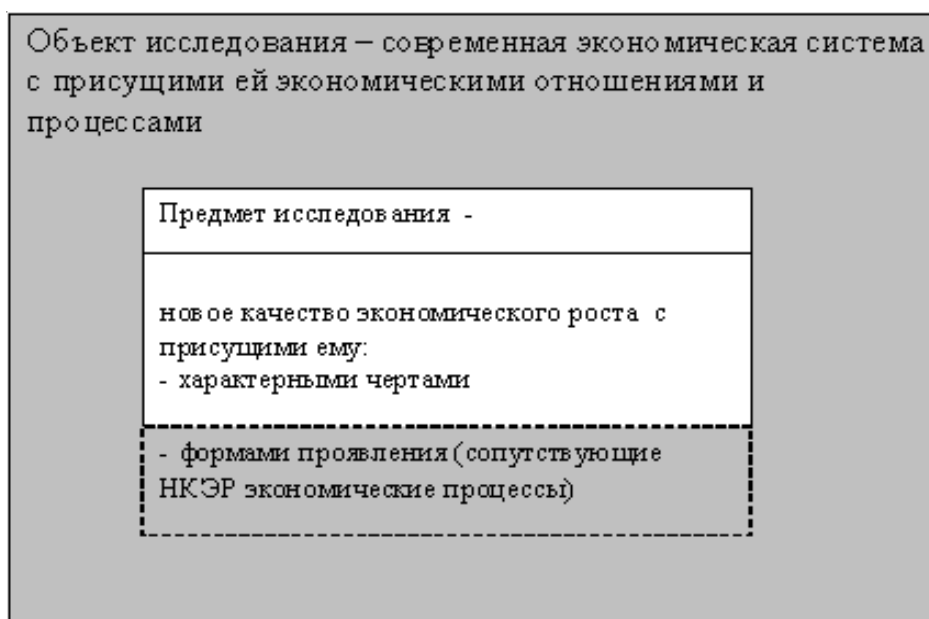 Объект исследования – современная экономическая система
с присущими ей экономическими отношениями и
процессами
Предмет исследования -
новое качество экономического роста с
присущими ему:
- характерными чертами
- формами проявления (сопутствующие
НКЭР экономические процессы)